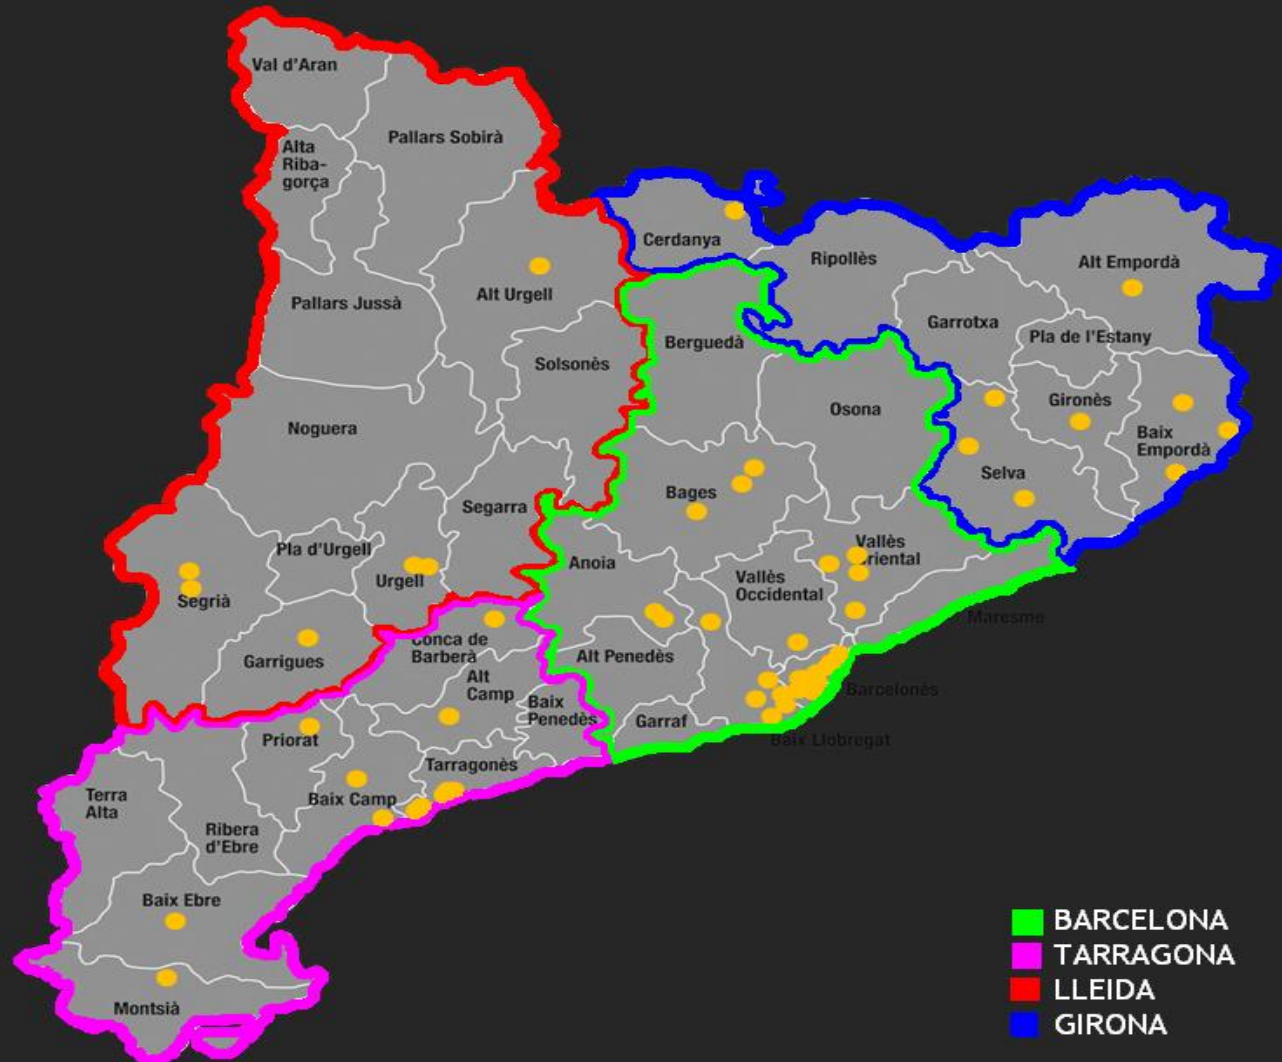 Val d'Aran
Pallars Sobirà
Alta
Riba-
gorça
Cerdanya
Ripollès
Alt Empordà
Alt Urgell
Pallars Jussà
Garrotxa
Pla de l'Estany
Berguedà
Solsonès
Gironès
Osona
Noguera
Baix
Empordà
Selva
Bages
Segarra
Pla d'Urgell
Urgell
Vallès
Oriental
Anoia
Vallès
Occidental
Segrià
Maresme
Conca de
Barberà
Garrigues
Alt Penedès
Alt
Camp
Barcelonès
Baix
Penedès
Garraf
Priorat
Baix Llobregat
Tarragonès
Baix Camp
Terra
Alta
Ribera
d'Ebre
Baix Ebre
Montsià
BARCELONA
TARRAGONA
LLEIDA
GIRONA